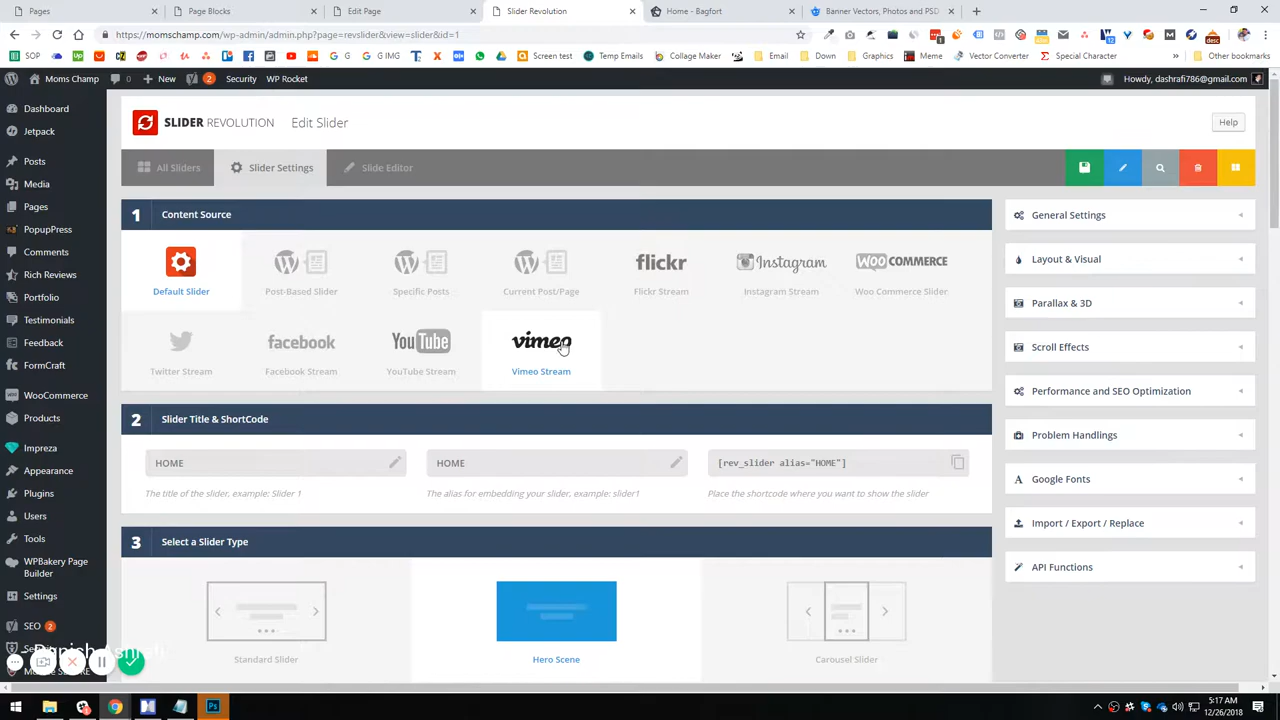 Pages
Page Blocks
Edit Page
Slider Revolution
Home - Bagfort
Banner Vectors, Photos and PSD
https://momschamp.com/wp-admin/admin.php?page=revslider&view=slider&id=1
SOP
G
G IMG
Screen test
Temp Emails
Collage Maker
Email
Down
Graphics
Meme
Vector Converter
Special Character
Other bookmarks
Moms Champ
0
New
2
Security
WP Rocket
Howdy, dashrafi786@gmail.com
Dashboard
Jetpack
Posts
Media
Pages
PopupPress
Comments
Rich Reviews
Portfolio
Testimonials
Feedback
FormCraft
WooCommerce
Products
Impreza
Appearance
Plugins
Users
Tools
WPBakery Page
Builder
Settings
SEO 2
SLIDER REVOLUTION
Edit Slider
Help
All Sliders
Slider Settings
Slide Editor
1 Content Source
flickr
Instagram
WOOCOMMERCE
Default Slider
Post-Based Slider
Specific Posts
Current Post/Page
Flickr Stream
Instagram Stream
Woo Commerce Slider
facebook
YouTube
vimeo
Twitter Stream
Facebook Stream
YouTube Stream
Vimeo Stream
2 Slider Title & ShortCode
HOME
HOME
[rev_slider alias="HOME"]
The title of the slider, example: Slider 1
The alias for embedding your slider, example: slider1
Place the shortcode where you want to show the slider
3 Select a Slider Type
Standard Slider
Hero Scene
Carousel Slider
General Settings
Layout & Visual
Parallax & 3D
Scroll Effects
Performance and SEO Optimization
Problem Handlings
Google Fonts
Import / Export / Replace
API Functions
5:17 AM
12/26/2018